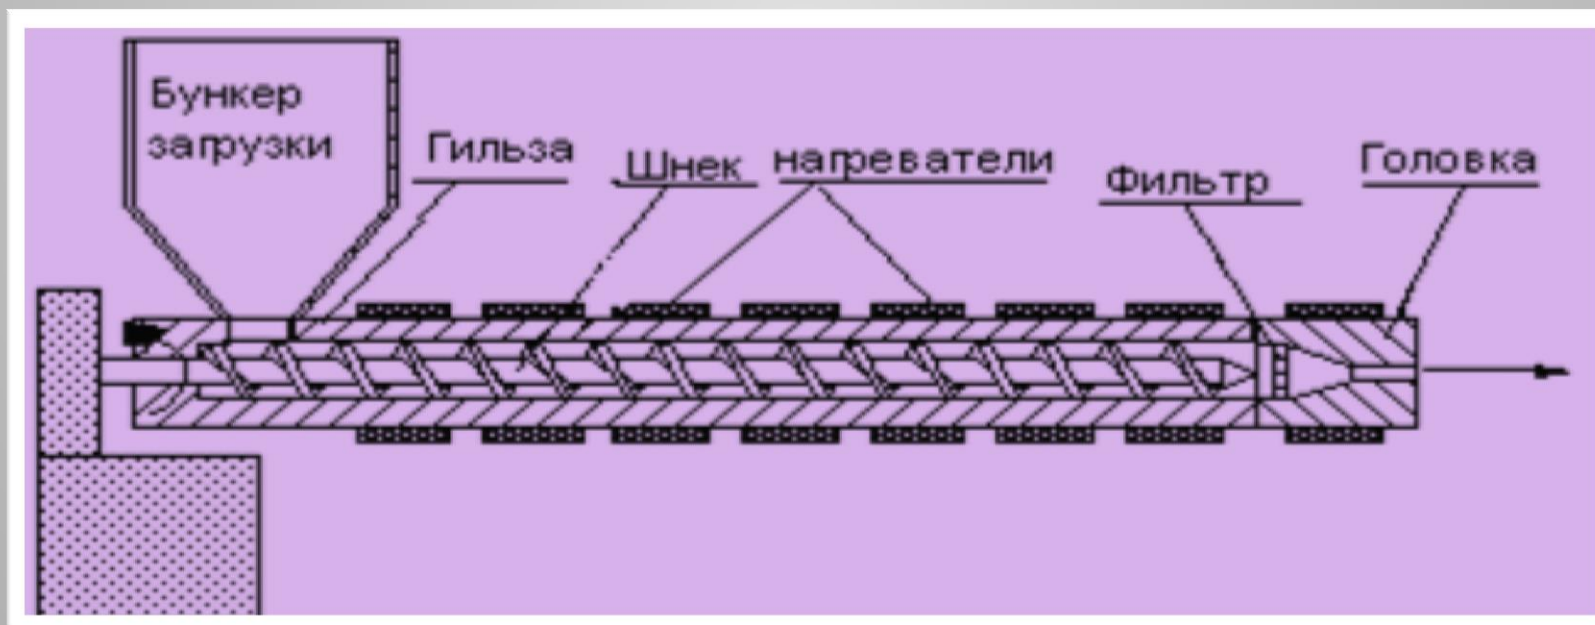 Бункер
загрузки
Гильза
Шнек
нагреватели
Фильтр
Головка